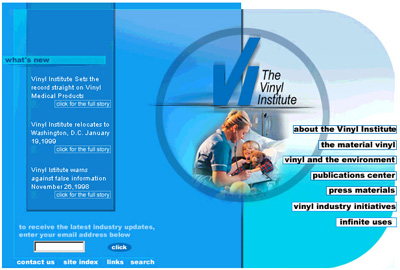 what's new
Vinyl Institute Sets the
record straight on Vinyl
Medical Products
click for the full story
Vinyl Institute relocates to
Washington, D.C. January
19,1999
click for the full story
Vinyl Istitute warns
against false information
November 26,1998
click for the full story
to receive the latest industry updates,
enter your email address below
click
contact us site index links search
Vi
The
Vinyl
Institute
about the Vinyl Institute
the material vinyl
vinyl and the environment
publications center
press materials
vinyl industry initiatives
infinite uses